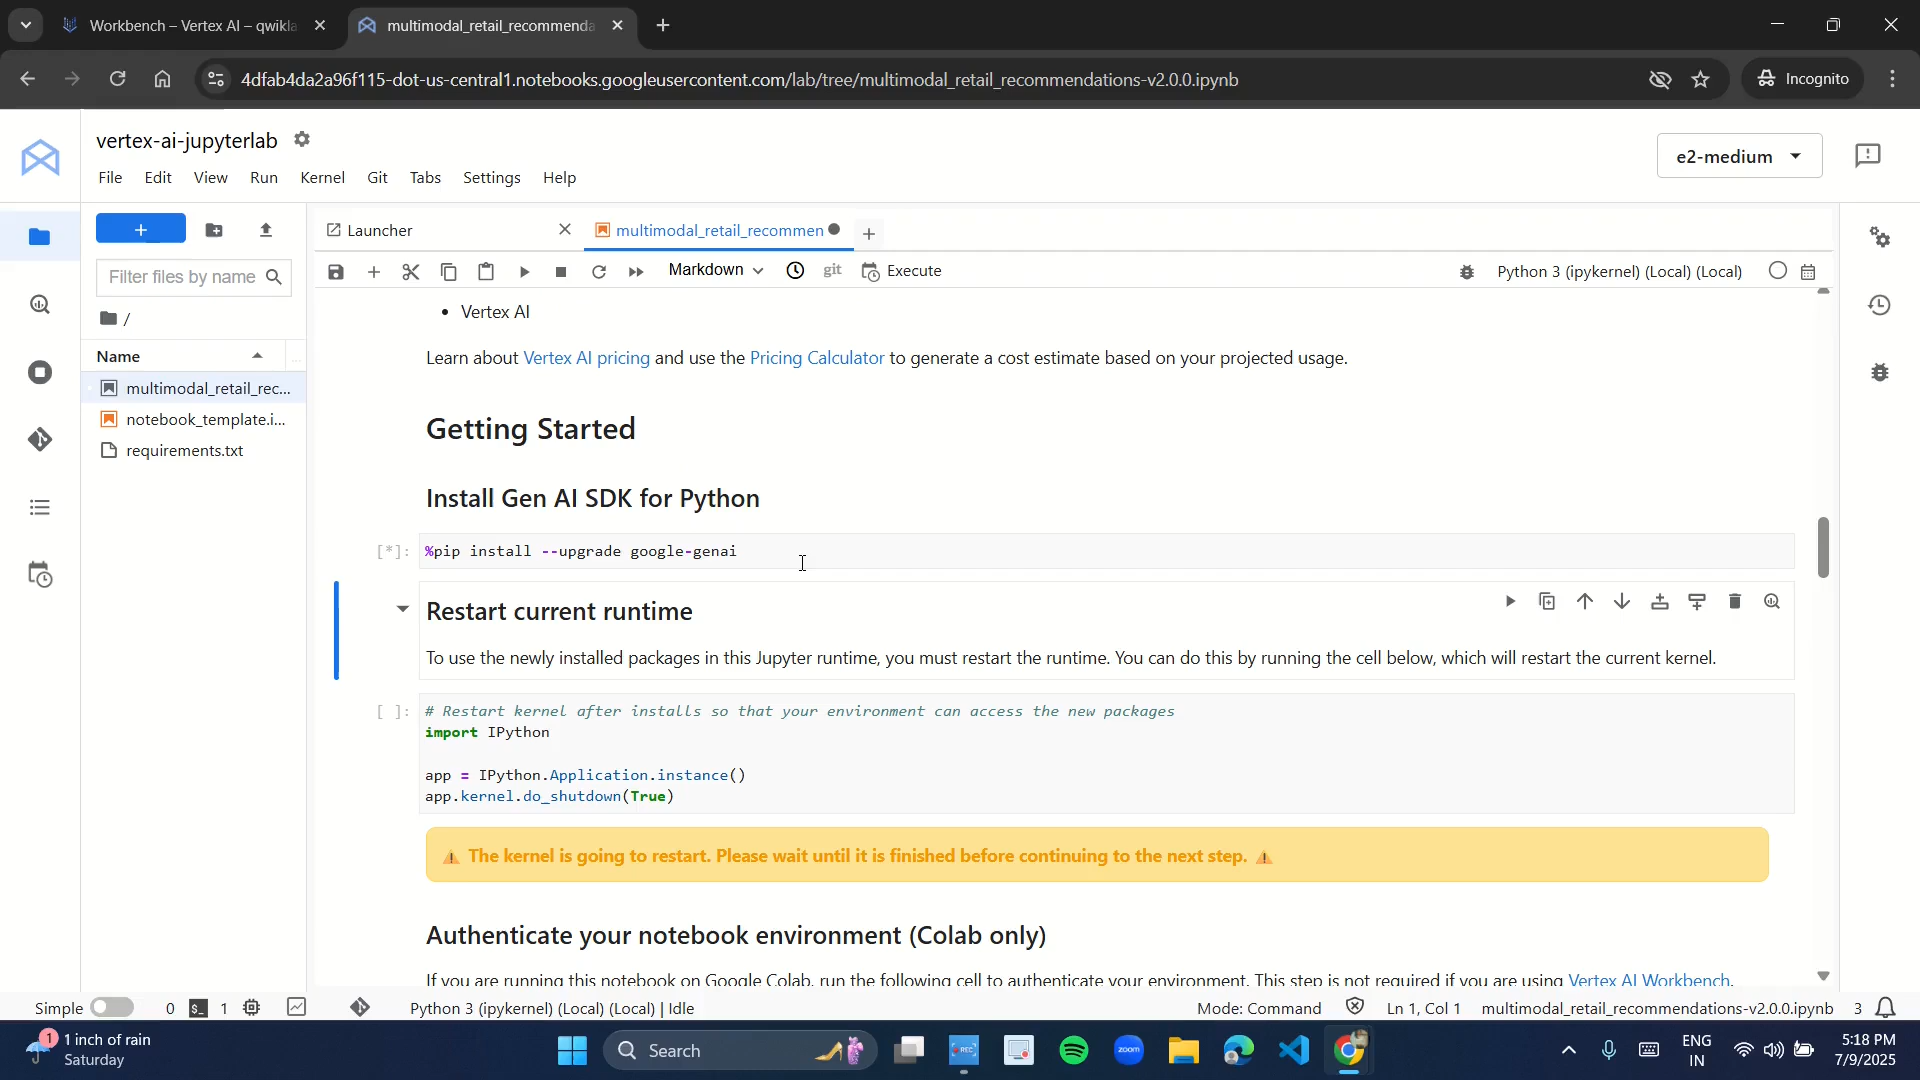 Workbench – Vertex AI – qwikla
multimodal_retail_recommenda
4dfab4da2a96f115-dot-us-central1.notebooks.googleusercontent.com/lab/tree/multimodal_retail_recommendations-v2.0.0.ipynb
Incognito
vertex-ai-jupyterlab
e2-medium
File Edit View Run Kernel Git Tabs Settings Help
Launcher
multimodal_retail_recommen
Filter files by name
Markdown
git
Execute
Python 3 (ipykernel) (Local) (Local)
/
Name
multimodal_retail_rec...
notebook_template.i...
requirements.txt
• Vertex AI
Learn about Vertex AI pricing and use the Pricing Calculator to generate a cost estimate based on your projected usage.
Getting Started
Install Gen AI SDK for Python
[*]: %pip install --upgrade google-genai
Restart current runtime
To use the newly installed packages in this Jupyter runtime, you must restart the runtime. You can do this by running the cell below, which will restart the current kernel.
[ ]: # Restart kernel after installs so that your environment can access the new packages
import IPython
app = IPython.Application.instance()
app.kernel.do_shutdown(True)
⚠ The kernel is going to restart. Please wait until it is finished before continuing to the next step. ⚠
Authenticate your notebook environment (Colab only)
If you are running this notebook on Google Colab, run the following cell to authenticate your environment. This step is not required if you are using Vertex AI Workbench.
Simple 0 $_ 1 Python 3 (ipykernel) (Local) (Local) | Idle
Mode: Command Ln 1, Col 1 multimodal_retail_recommendations-v2.0.0.ipynb 3
1
1 inch of rain
Saturday
Search
REC
zoom
ENG
IN
5:18 PM
7/9/2025